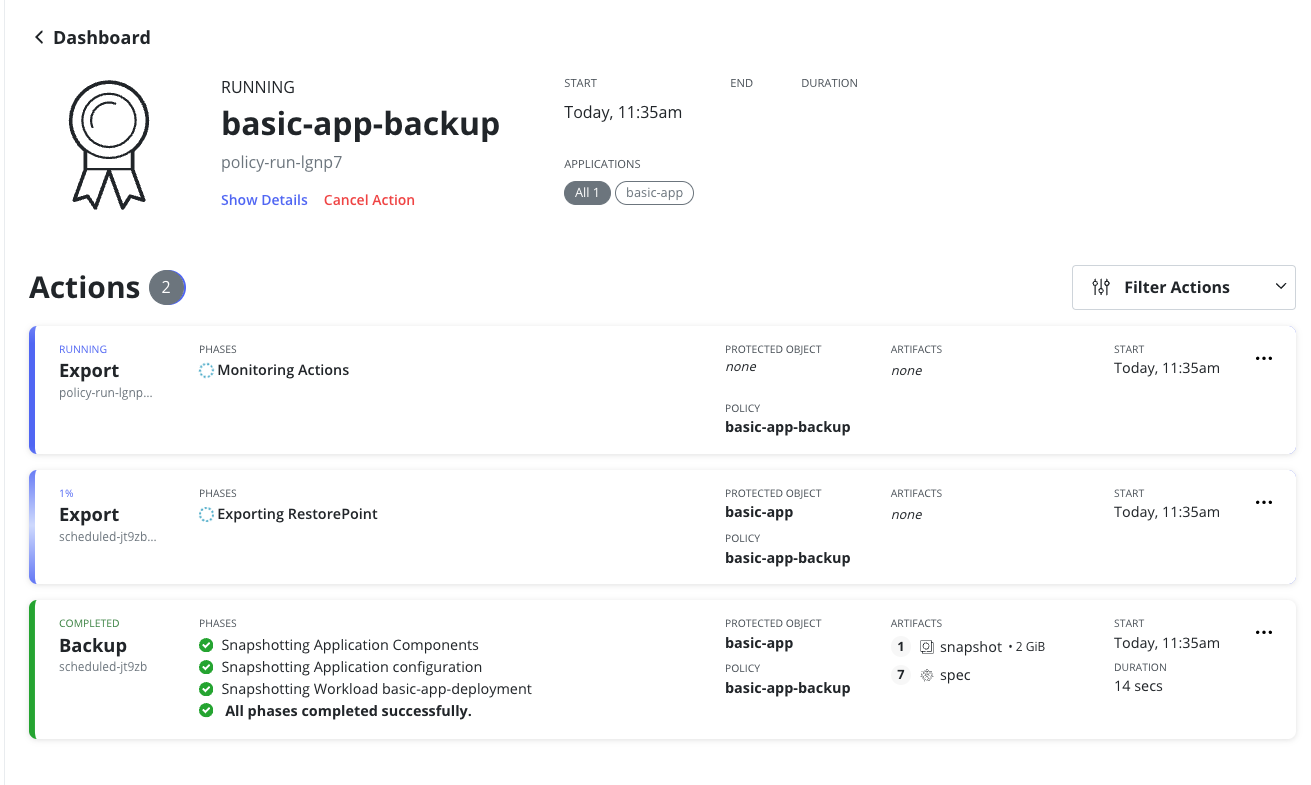 Dashboard
RUNNING
basic-app-backup
policy-run-lgnp7
Show Details Cancel Action
START END DURATION
Today, 11:35am
APPLICATIONS
All 1 basic-app
Actions 2
Filter Actions
RUNNING
Export
policy-run-lgnp...
PHASES
Monitoring Actions
PROTECTED OBJECT
none
POLICY
basic-app-backup
ARTIFACTS
none
START
Today, 11:35am
1%
Export
scheduled-jt9zb...
PHASES
Exporting RestorePoint
PROTECTED OBJECT
basic-app
POLICY
basic-app-backup
ARTIFACTS
none
START
Today, 11:35am
COMPLETED
Backup
scheduled-jt9zb
PHASES
Snapshotting Application Components
Snapshotting Application configuration
Snapshotting Workload basic-app-deployment
All phases completed successfully.
PROTECTED OBJECT
basic-app
POLICY
basic-app-backup
ARTIFACTS
1 snapshot • 2 GiB
7 spec
START
Today, 11:35am
DURATION
14 secs